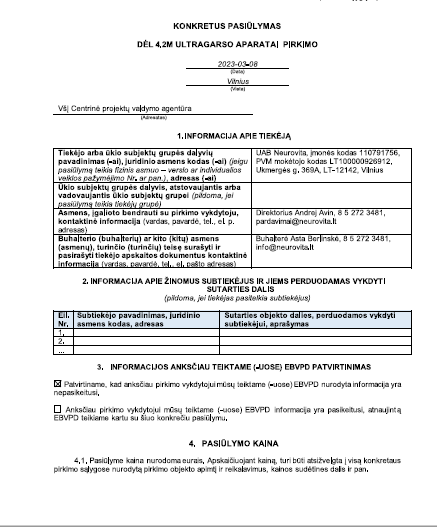 KONKRETUS PASIŪLYMAS
DĖL 4,2M ULTRAGARSO APARATAI PIRKIMO
2023-03-08
(Data)
Vilnius
(Vieta)
VšĮ Centrinė projektų valdymo agentūra
(Adresatas)
1.INFORMACIJA APIE TIEKĖJĄ
Tiekėjo arba ūkio subjektų grupės dalyvių
pavadinimas (-ai), juridinio asmens kodas (-ai) (jeigu
pasiūlymą teikia fizinis asmuo – verslo ar individualios
veiklos pažymėjimo Nr. ar pan.), adresas (-ai)
UAB Neurovita, įmonės kodas 110791756,
PVM mokėtojo kodas LT100000926912,
Ukmergės g. 369A, LT-12142, Vilnius
Ūkio subjektų grupės dalyvis, atstovaujantis arba
vadovaujantis ūkio subjektų grupei (pildoma, jei
pasiūlymą teikia tiekėjų grupė)
Asmens, įgalioto bendrauti su pirkimo vykdytoju,
kontaktinė informacija (vardas, pavardė, tel., el. p.
adresas)
Direktorius Andrej Avin, 8 5 272 3481,
pardavimai@neurovita.lt
Buhalterio (buhalterių) ar kito (kitų) asmens
(asmenų), turinčio (turinčių) teisę surašyti ir
pasirašyti tiekėjo apskaitos dokumentus kontaktinė
informacija (vardas, pavardė, tel., el. pašto adresas)
Buhalterė Asta Berlinskė, 8 5 272 3481,
info@neurovita.lt
2. INFORMACIJA APIE ŽINOMUS SUBTIEKĖJUS IR JIEMS PERDUODAMAS VYKDYTI
SUTARTIES DALIS
(pildoma, jei tiekėjas pasitelkia subtiekėjus)
Eil.
Nr.
Subtiekėjo pavadinimas, juridinio
asmens kodas, adresas
Sutarties objekto dalies, perduodamos vykdyti
subtiekėjui, aprašymas
1.
2.
...
3. INFORMACIJOS ANKSČIAU TEIKTAME (-UOSE) EBVPD PATVIRTINIMAS
☒ Patvirtiname, kad anksčiau pirkimo vykdytojui mūsų teiktame (-uose) EBVPD nurodyta informacija yra
nepasikeitusi.
☐ Anksčiau pirkimo vykdytojui mūsų teiktame (-uose) EBVPD informacija yra pasikeitusi, atnaujintą
EBVPD teikiame kartu su šiuo konkrečiu pasiūlymu.
4. PASIŪLYMO KAINA
4.1. Pasiūlyme kaina nurodoma eurais. Apskaičiuojant kainą, turi būti atsižvelgta į visą konkretaus
pirkimo sąlygose nurodytą pirkimo objekto apimtį ir reikalavimus, kainos sudėtines dalis ir pan.